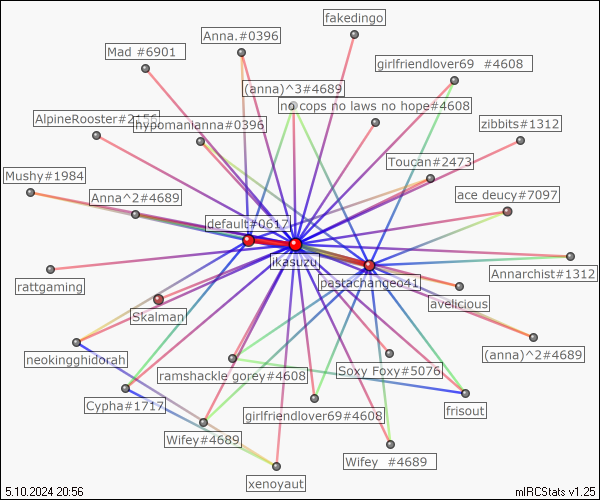 fakedingo
Anna.#0396
Mad #6901
girlfriendlover69 #4608
(anna)^3#4689
no cops no laws no hope#4608
AlpineRooster#2156
hypomanianna#0396
zibbits#1312
Toucan#2473
Mushy#1984
Anna^2#4689
ace deucy#7097
default#0617
ikasuzu
Annarchist#1312
pastachangeo41
rattgaming
avelicious
Skalman
neokingghidorah
(anna)^2#4689
ramshackle gorey#4608
Soxy Foxy#5076
Cypha#1717
girlfriendlover69#4608
frisout
Wifey#4689
Wifey #4689
xenoyaut
5.10.2024 20:56
mIRCStats v1.25